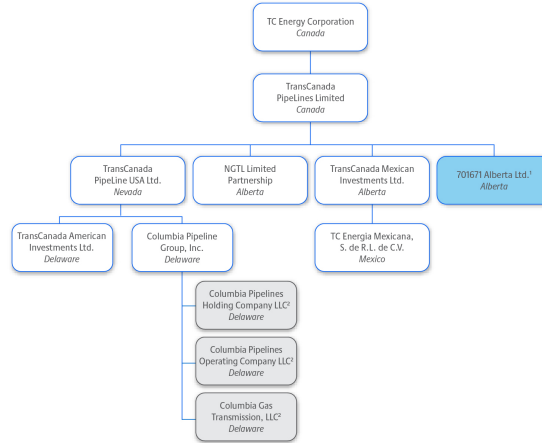 TC Energy Corporation
Canada
TransCanada
PipeLines Limited
Canada
TransCanada
PipeLine USA Ltd.
Nevada
NGTL Limited
Partnership
Alberta
TransCanada Mexican
Investments Ltd.
Alberta
701671 Alberta Ltd.¹
Alberta
TransCanada American
Investments Ltd.
Delaware
Columbia Pipeline
Group, Inc.
Delaware
TC Energia Mexicana,
S. de R.L. de C.V.
Mexico
Columbia Pipelines
Holding Company LLC²
Delaware
Columbia Pipelines
Operating Company LLC²
Delaware
Columbia Gas
Transmission, LLC²
Delaware